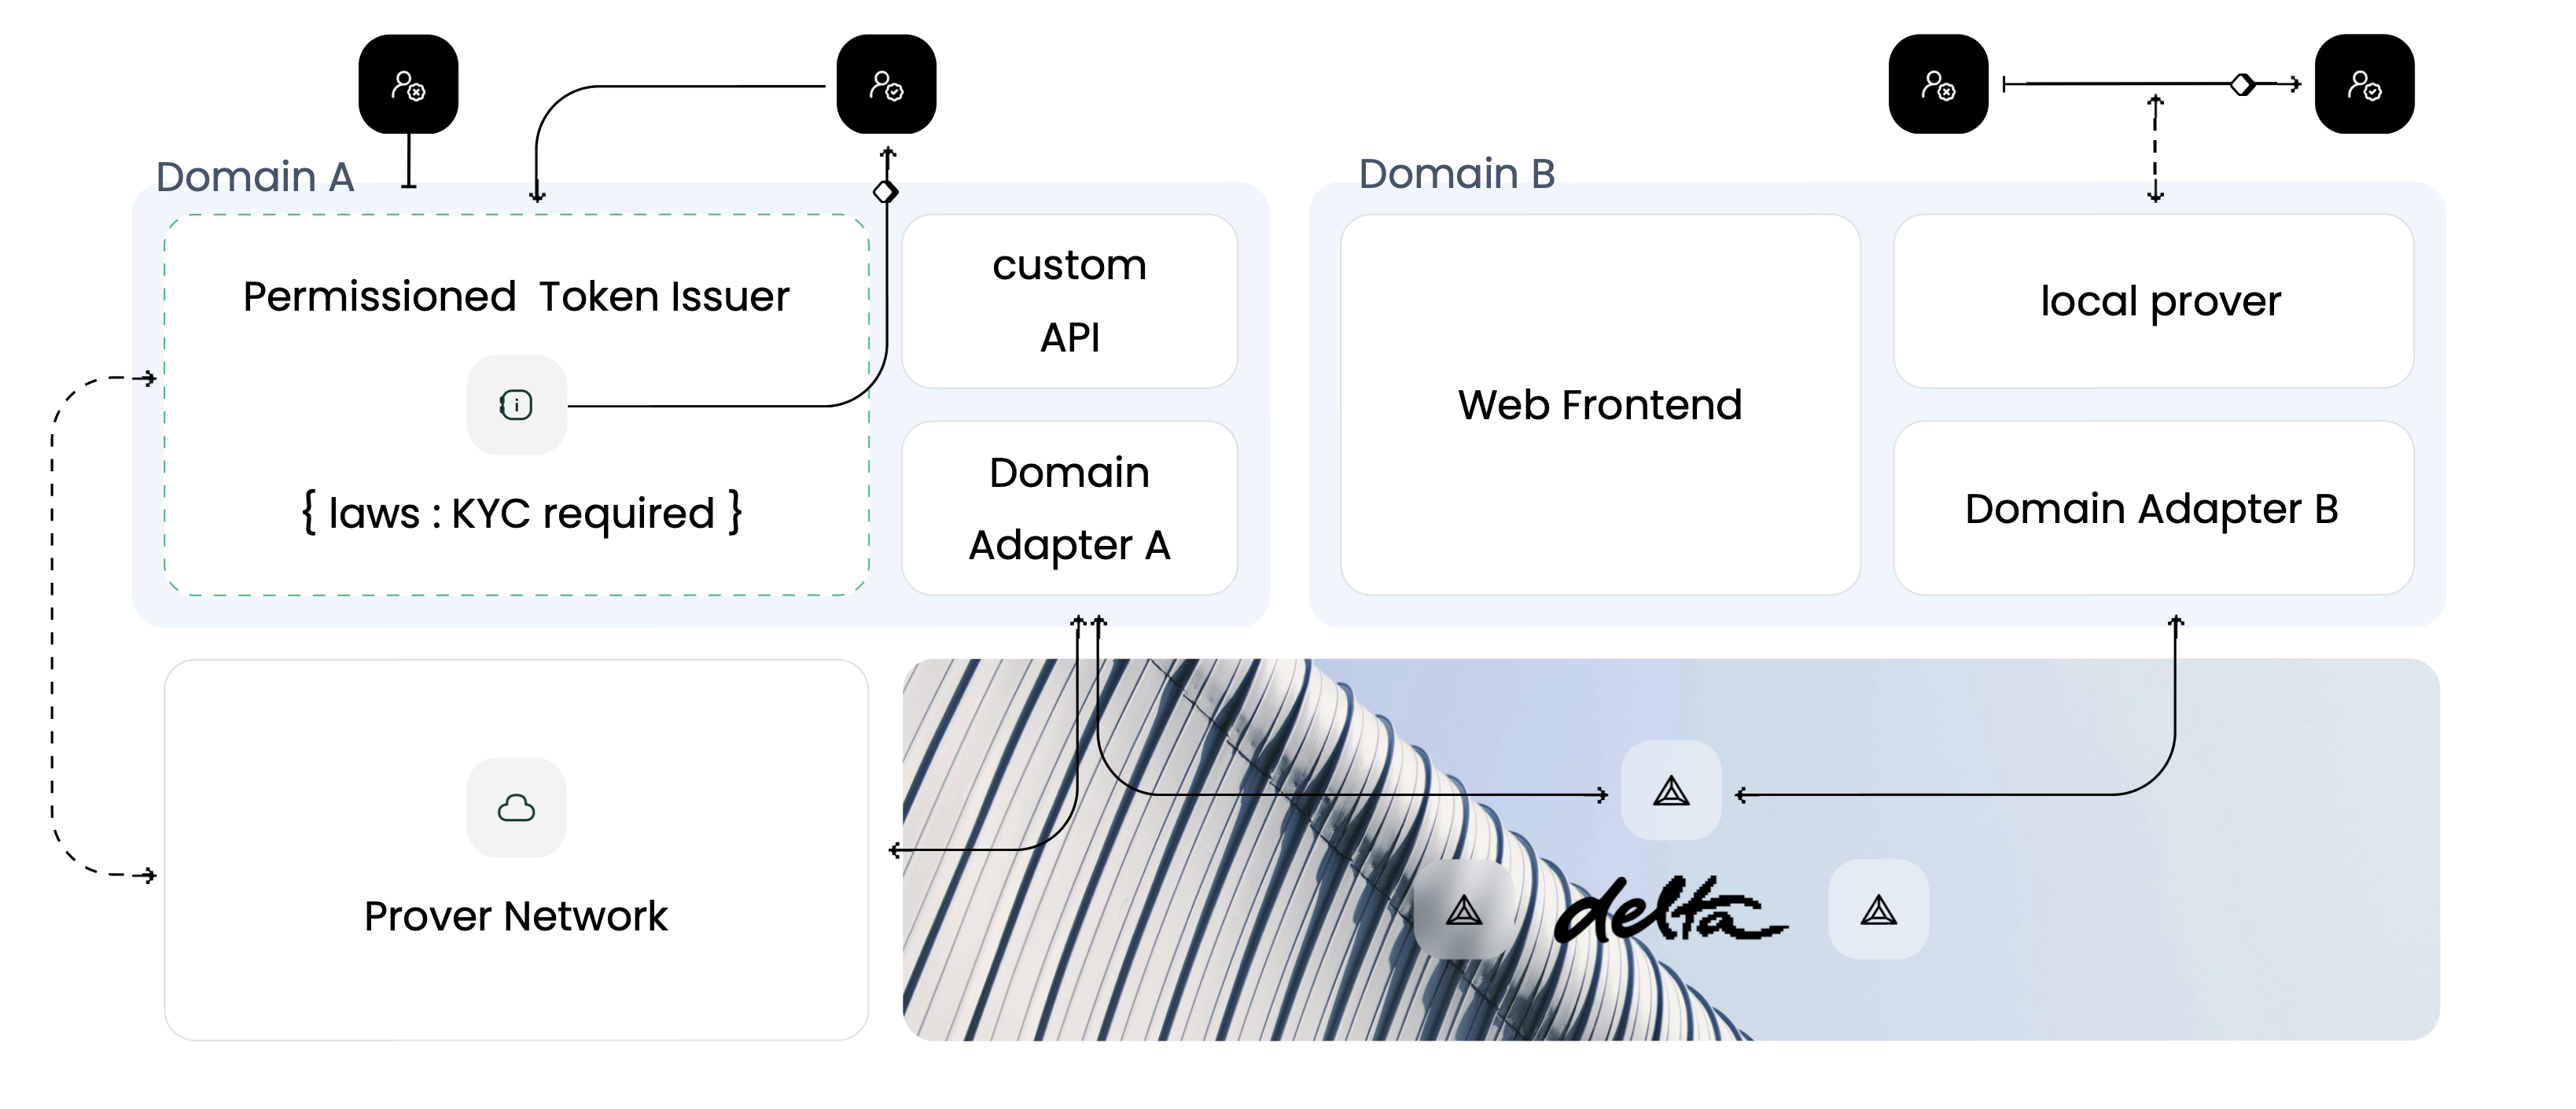 Domain A
Permissioned  Token Issuer
{ laws : KYC required }
custom
API
Domain
Adapter A
Domain B
Web Frontend
local prover
Domain Adapter B
Prover Network
delta